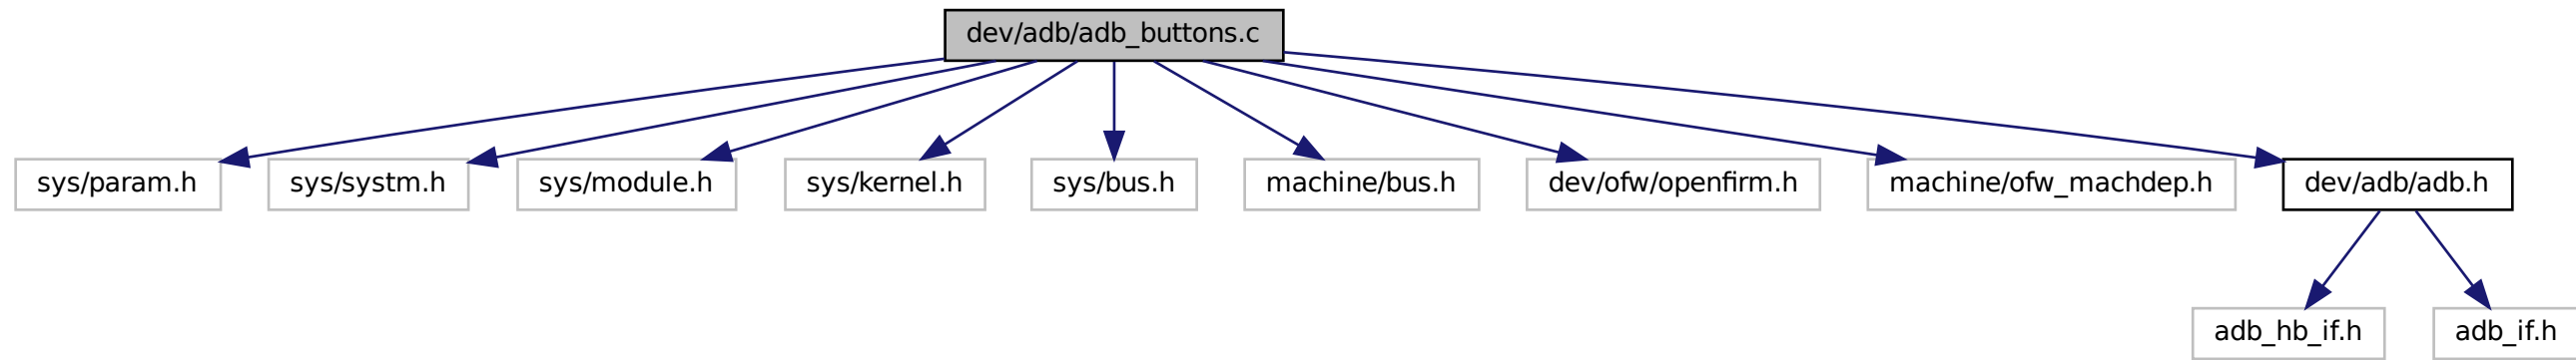 dev/adb/adb_buttons.c
sys/param.h
sys/systm.h
sys/module.h
sys/kernel.h
sys/bus.h
machine/bus.h
dev/ofw/openfirm.h
machine/ofw_machdep.h
dev/adb/adb.h
adb_hb_if.h
adb_if.h